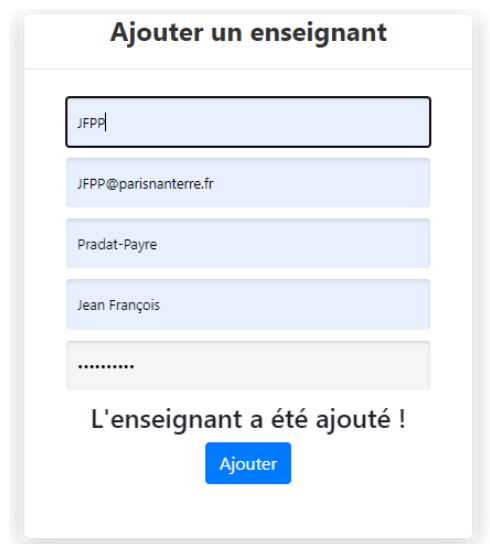 Ajouter un enseignant
JFPP
JFPP@parisnanterre.fr
Pradat-Payre
Jean François
••••••••••
L'enseignant a été ajouté !
Ajouter